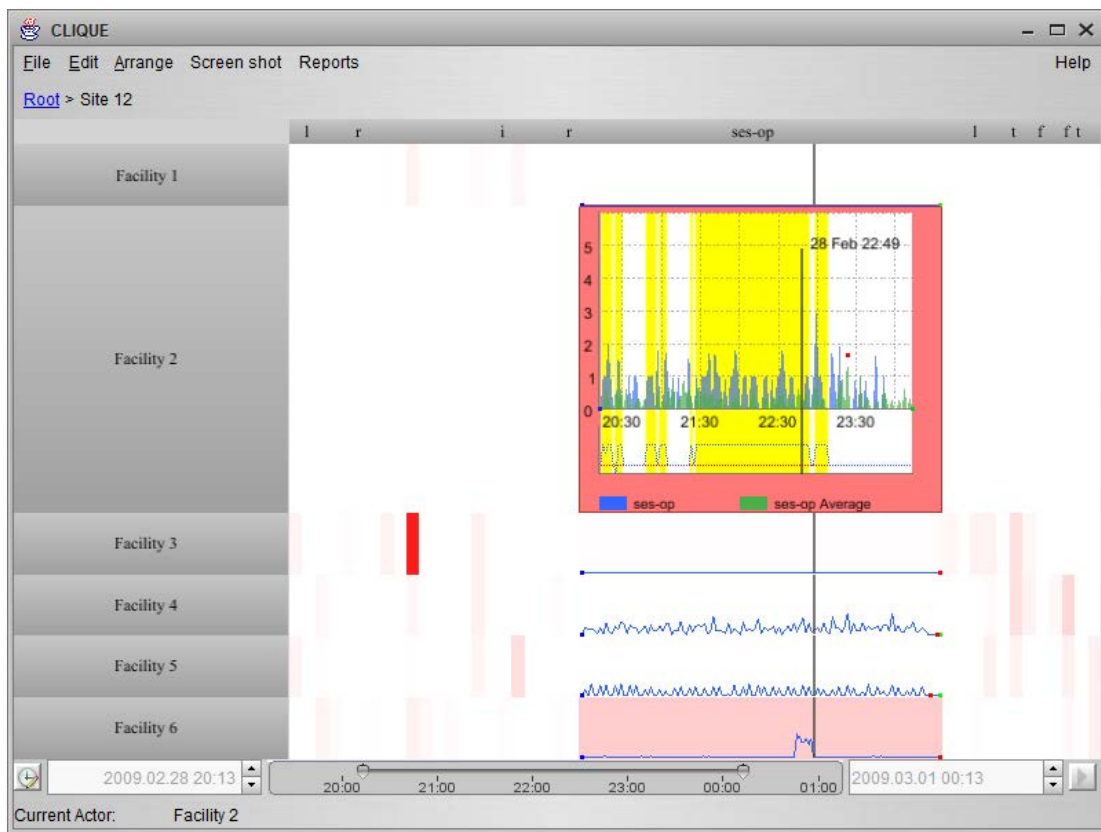 CLIQUE
File Edit Arrange Screen shot Reports Help
Root > Site 12
l r i r ses-op l t f f t
Facility 1
28 Feb 22:49
5
4
3
2
1
0
20:30 21:30 22:30 23:30
ses-op ses-op Average
Facility 2
Facility 3
Facility 4
Facility 5
Facility 6
2009.02.28 20:13
20:00 21:00 22:00 23:00 00:00 01:00
2009.03.01 00:13
Current Actor: Facility 2